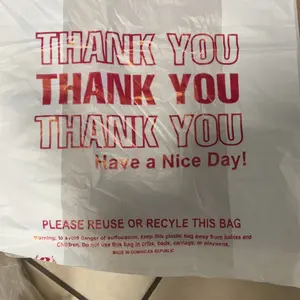 THANK YOU
THANK YOU
THANK YOU
Have a Nice Day!
PLEASE REUSE OR RECYLE THIS BAG
Warning, to avoid danger of suffocation, keep this plastic bag away from babies and
Children. Do not use this bag in cribs, beds, carriages, or playpens.
MADE IN DOMINICAN REPUBLIC